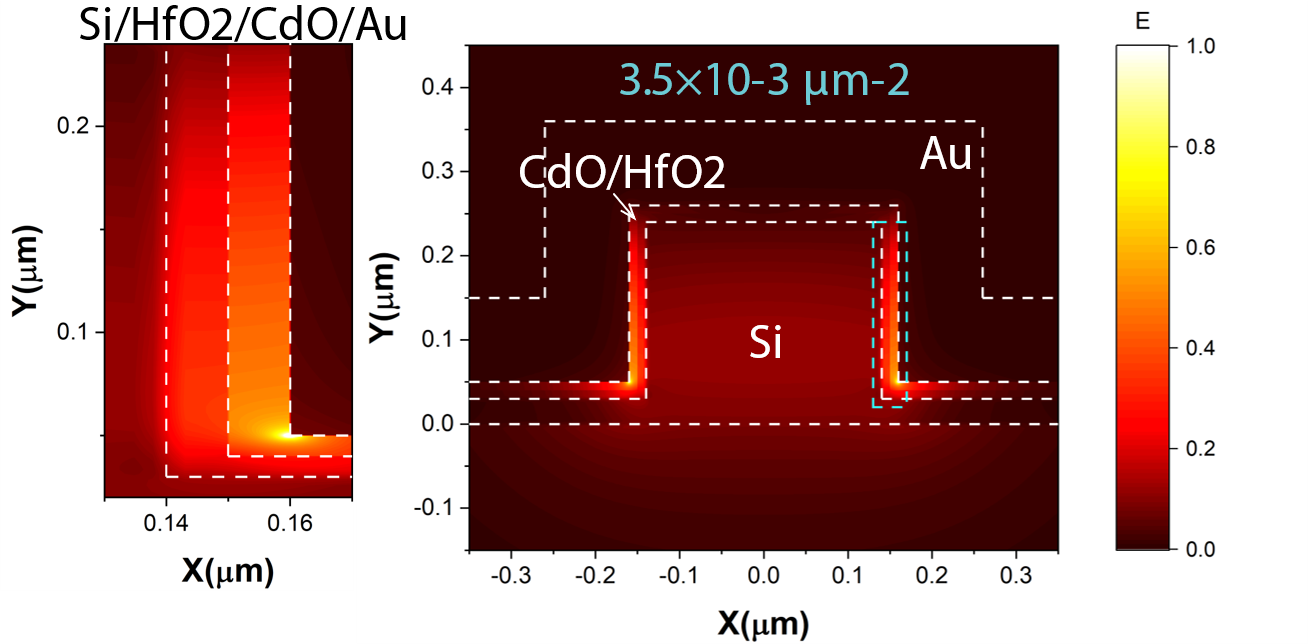 Si/HfO2/CdO/Au
Y(μm)
0.2
0.1
0.14
0.16
X(μm)
3.5×10-3 μm-2
CdO/HfO2
Au
Si
Y(μm)
0.4
0.3
0.2
0.1
0.0
-0.1
-0.3
-0.2
-0.1
0.0
0.1
0.2
0.3
X(μm)
E
1.0
0.8
0.6
0.4
0.2
0.0